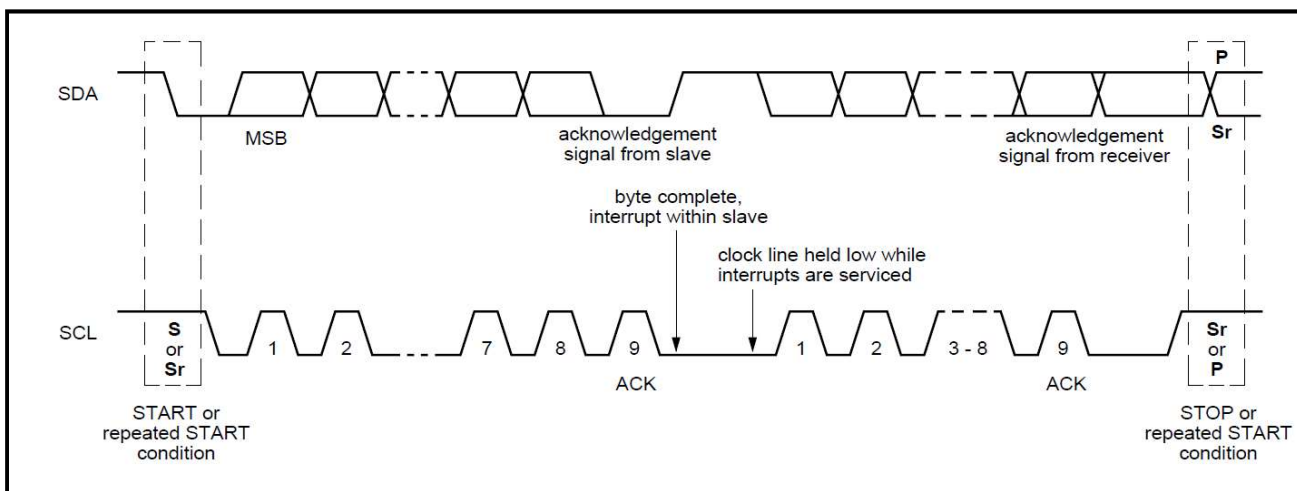 P
SDA
MSB
acknowledgement
signal from slave
acknowledgement
signal from receiver
Sr
byte complete,
interrupt within slave
clock line held low while
interrupts are serviced
SCL
S
or
Sr
1
2
7
8
9
1
2
3 - 8
9
Sr
or
P
ACK
ACK
START or
repeated START
condition
STOP or
repeated START
condition